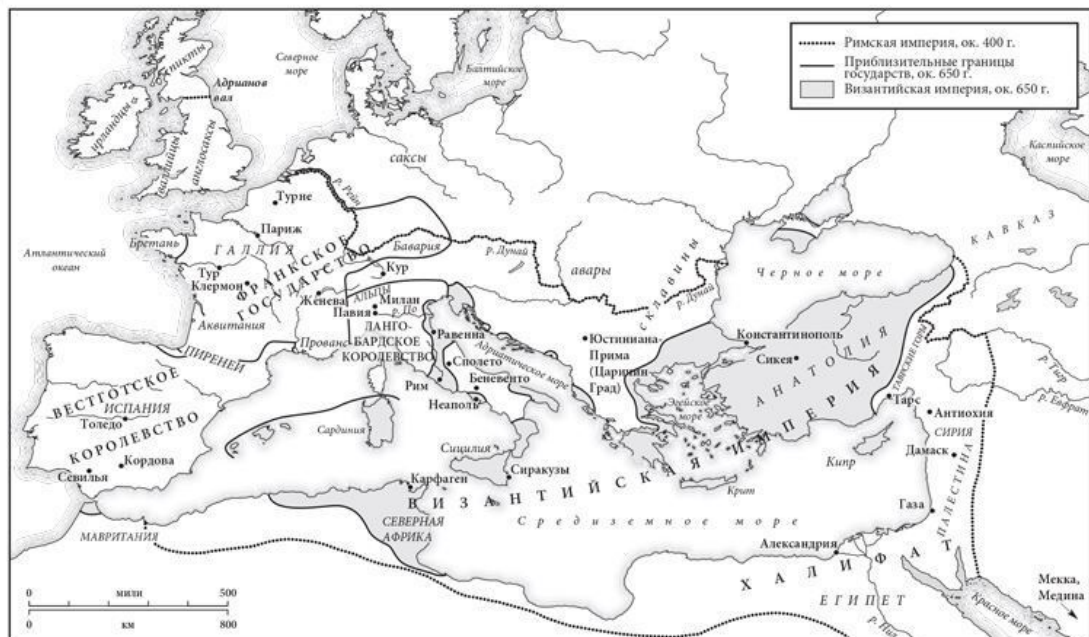 Римская империя, ок. 400 г.
Приблизительные границы
государств, ок. 650 г.
Византийская империя, ок. 650 г.
Северное
море
Балтийское
море
Каспийское
море
пикты
Адрианов
вал
ирландцы
валлийцы
англосаксы
саксы
р. Рейн
Турне
Париж
Бретань
ГАЛЛИЯ
Атлантический
океан
Тур
Клермон
ФРАНКСКОЕ
ГОСУДАРСТВО
Бавария
Кур
р. Дунай
авары
СКЛАВИНЫ
р. Дунай
КАВКАЗ
Черное море
Женева
АЛЬПЫ
Милан
Павия
р. По
Аквитания
Прованс
ЛАНГО-
БАРДСКОЕ
КОРОЛЕВСТВО
Равенна
Адриатическое море
Сполето
Рим
Беневенто
Неаполь
Юстиниана-
Прима
(Царичин-
Град)
Константинополь
Сикея
АНАТОЛИЯ
ТАВРСКИЕ ГОРЫ
р. Тигр
р. Евфрат
Тарс
Антиохия
СИРИЯ
Дамаск
ПИРЕНЕИ
ВЕСТГОТСКОЕ
ИСПАНИЯ
Толедо
КОРОЛЕВСТВО
Кордова
Севилья
Сардиния
Сицилия
Сиракузы
Эгейское
море
Кипр
Крит
Карфаген
ВИЗАНТИЙСКАЯ ИМПЕРИЯ
СЕВЕРНАЯ
АФРИКА
МАВРИТАНИЯ
Средиземное море
Газа
ПАЛЕСТИНА
Александрия
ХАЛИФАТ
ЕГИПЕТ
р. Нил
Красное море
Мекка,
Медина
0 мили 500
0 км 800